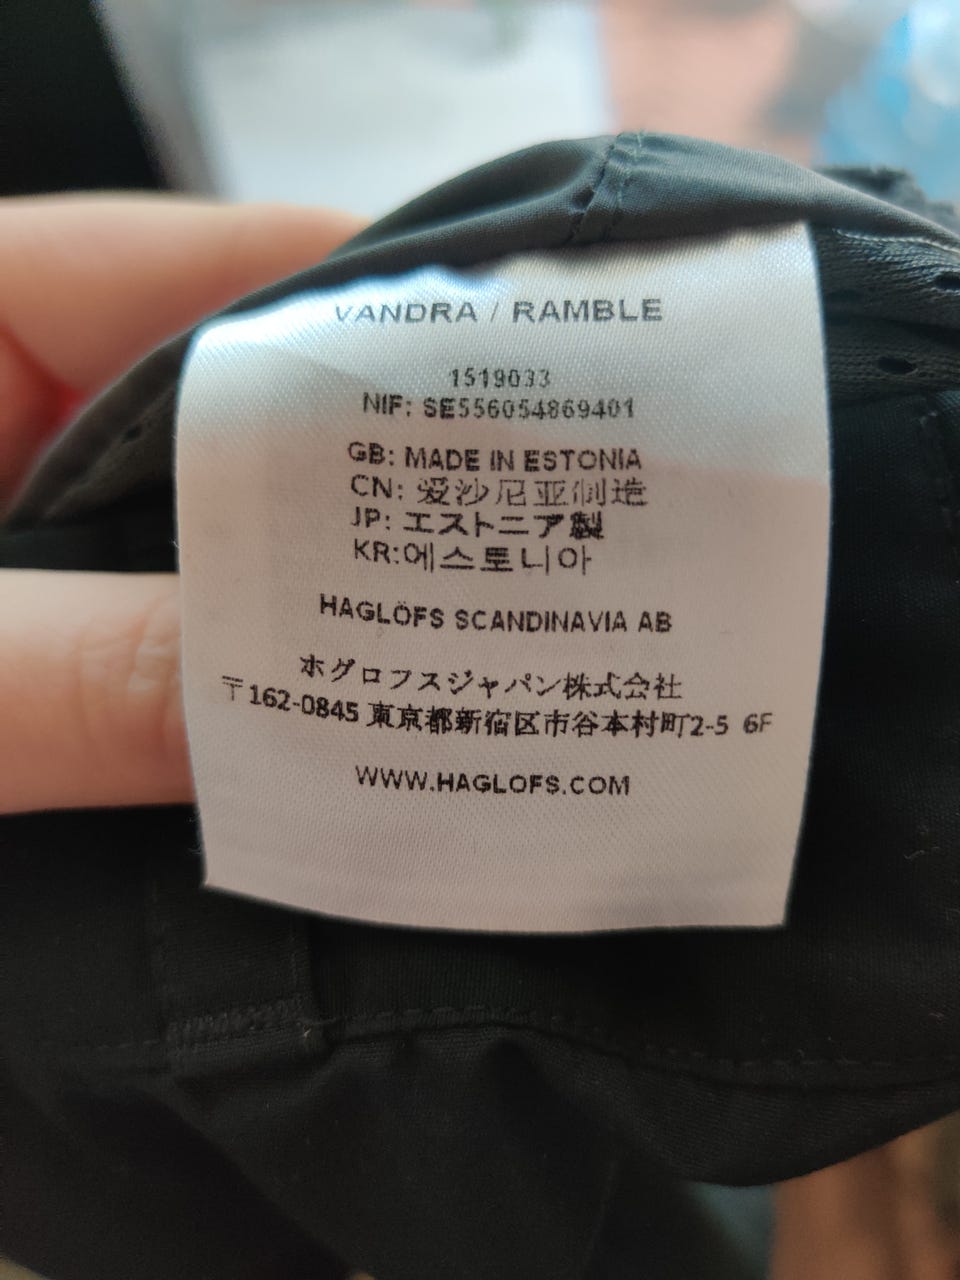 VANDRA / RAMBLE
1519033
NIF: SE556054869401
GB: MADE IN ESTONIA
CN: 爱沙尼亚制造
JP: エストニア製
KR:에스토니아
HAGLÖFS SCANDINAVIA AB
ホグロフスジャパン株式会社
〒162-0845 東京都新宿区市谷本村町2-5 6F
WWW.HAGLOFS.COM